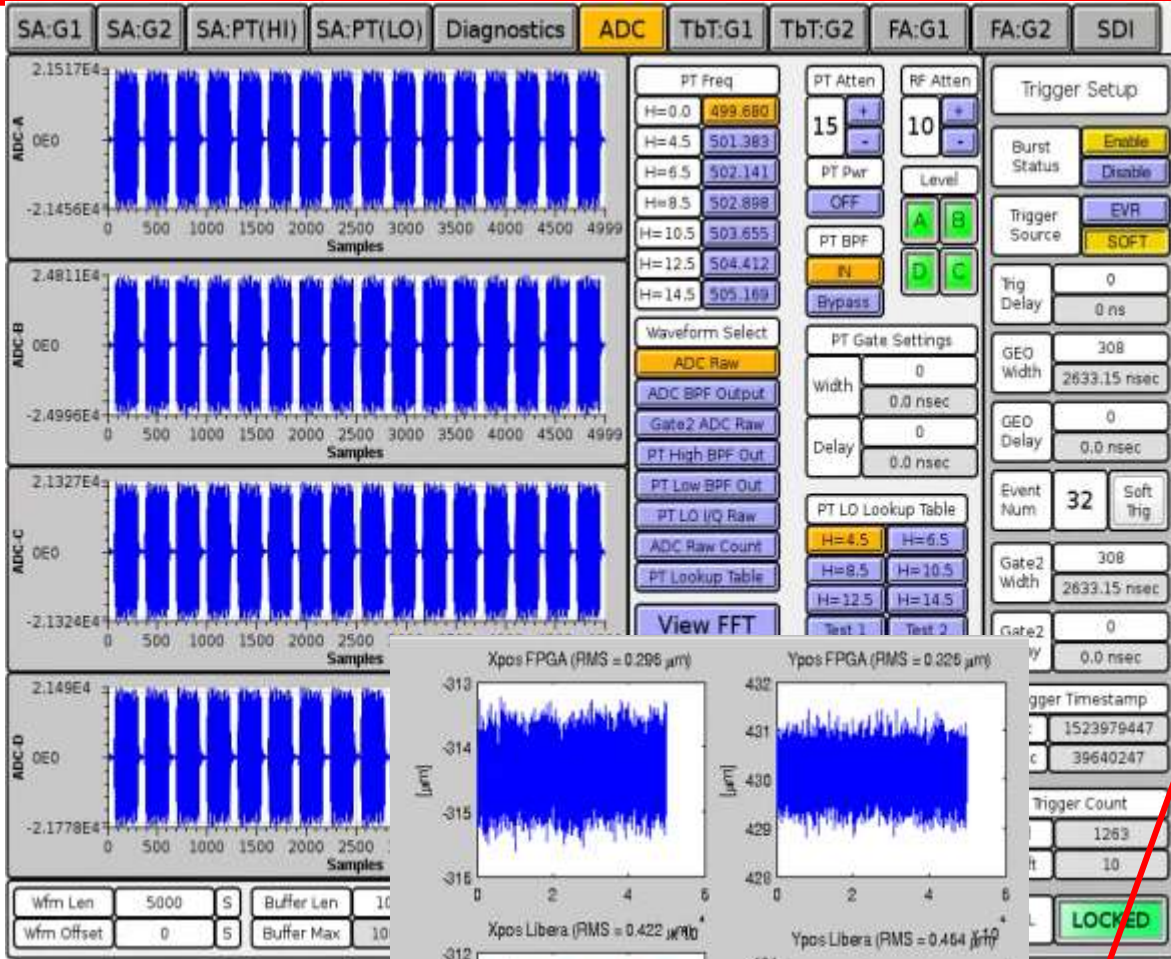 SA:G1 SA:G2 SA:PT(HI) SA:PT(LO) Diagnostics ADC TbT:G1 TbT:G2 FA:G1 FA:G2 SDI
2.1517E4
ADC-A
0E0
-2.1456E4
0 500 1000 1500 2000 2500 3000 3500 4000 4500 4999
Samples
2.4811E4
ADC-B
0E0
-2.4996E4
0 500 1000 1500 2000 2500 3000 3500 4000 4500 4999
Samples
2.1327E4
ADC-C
0E0
-2.1324E4
0 500 1000 1500 2000 2500 3000 3500 4000 4500 4999
Samples
2.149E4
ADC-D
0E0
-2.1778E4
0 500 1000 1500 2000 2500
Samples
Wfm Len 5000 S Buffer Len
Wfm Offset 0 S Buffer Max
PT Freq
H=0.0 499.680
H=4.5 501.383
H=6.5 502.141
H=8.5 502.898
H=10.5 503.655
H=12.5 504.412
H=14.5 505.169
Waveform Select
ADC Raw
ADC BPF Output
Gate2 ADC Raw
PT High BPF Out
PT Low BPF Out
PT LO I/Q Raw
ADC Raw Count
PT Lookup Table
View FFT
PT Atten
15 + -
RF Atten
10 + -
PT Pwr
OFF
PT BPF
IN
Bypass
Level
A B
D C
PT Gate Settings
Width 0
0.0 nsec
Delay 0
0.0 nsec
PT LO Lookup Table
H=4.5 H=6.5
H=8.5 H=10.5
H=12.5 H=14.5
Test 1 Test 2
Trigger Setup
Burst Status Enable
Disable
Trigger Source EVR
SOFT
Trig Delay 0
0 ns
GEO Width 308
2633.15 nsec
GEO Delay 0
0.0 nsec
Event Num 32 Soft Trig
Gate2 Width 308
2633.15 nsec
Gate2 0
0.0 nsec
Timestamp
1523979447
39640247
Trigger Count
1263
10
LOCKED
Xpos FPGA (RMS = 0.296 μm)
-313
-314
[μm]
-315
-316
0 2 4 6
4
Ypos FPGA (RMS = 0.326 μm)
432
431
[μm]
430
429
428
0 2 4 6
4
Xpos Libera (RMS = 0.422 μm)
x 10
-312
Ypos Libera (RMS = 0.464 μm)
x 10